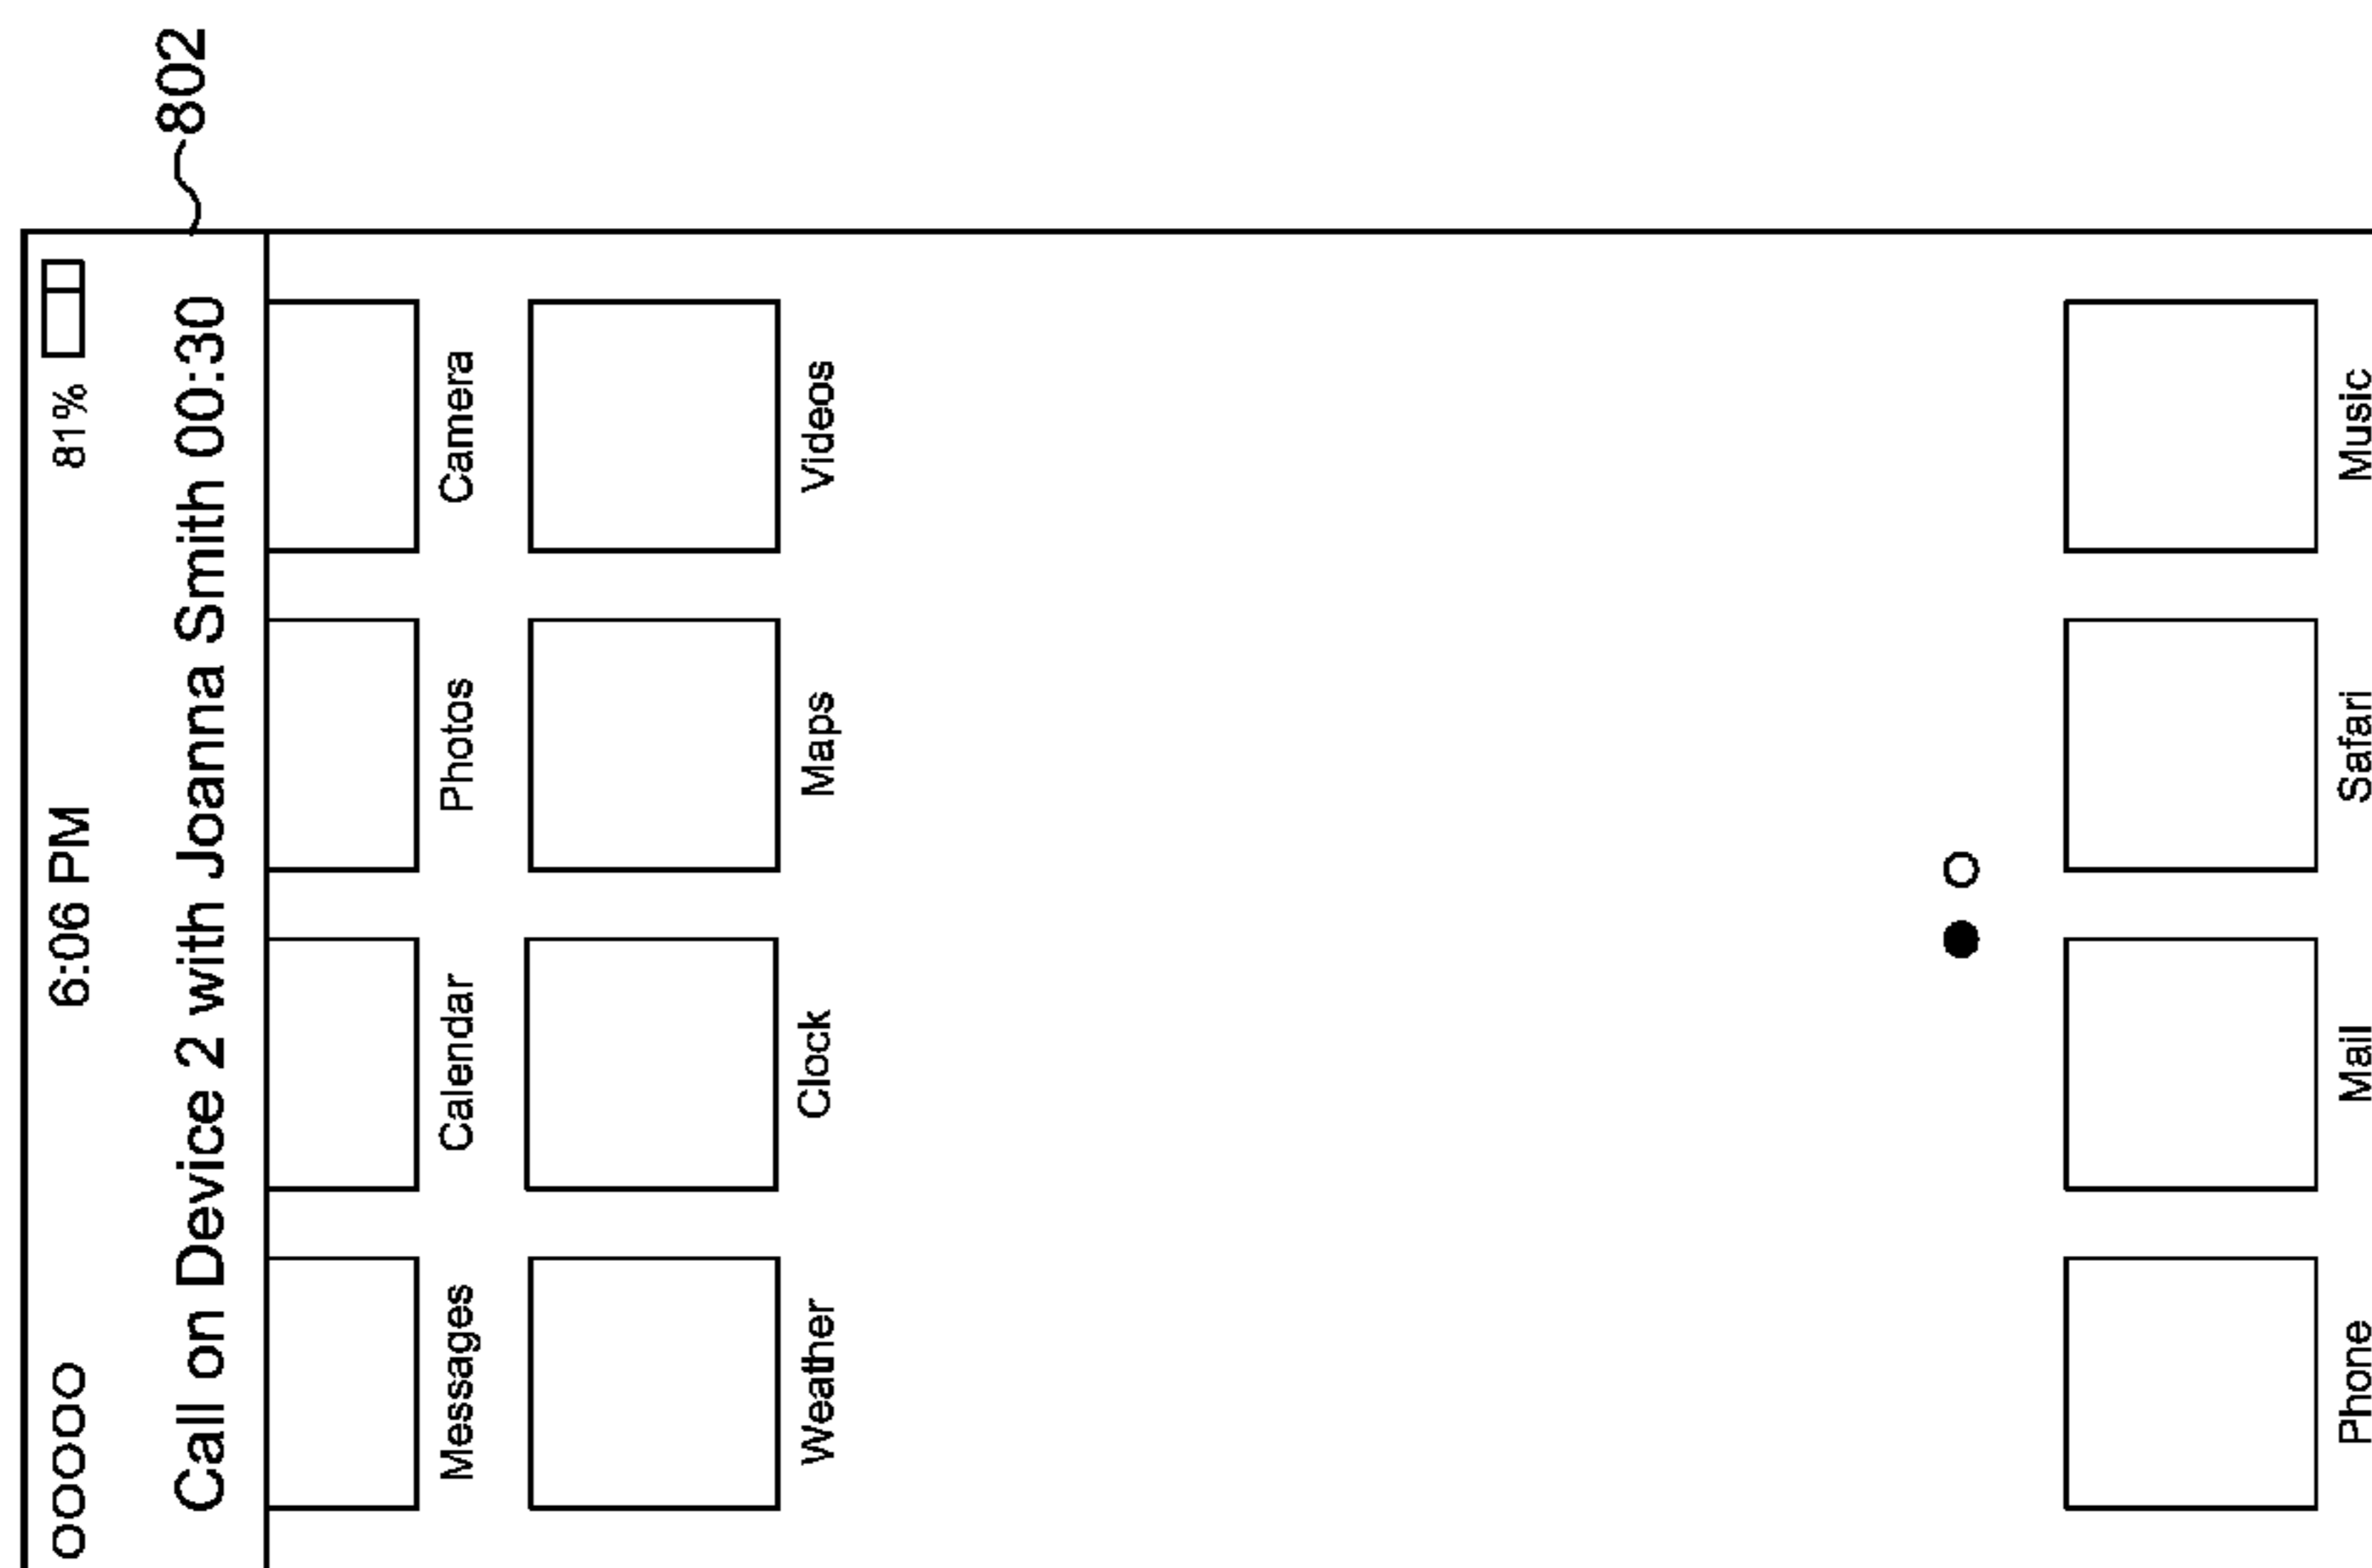 802
6:06 PM 81%
Call on Device 2 with Joanna Smith 00:30
Messages Calendar Photos Camera
Weather Clock Maps Videos
Phone Mail Safari Music